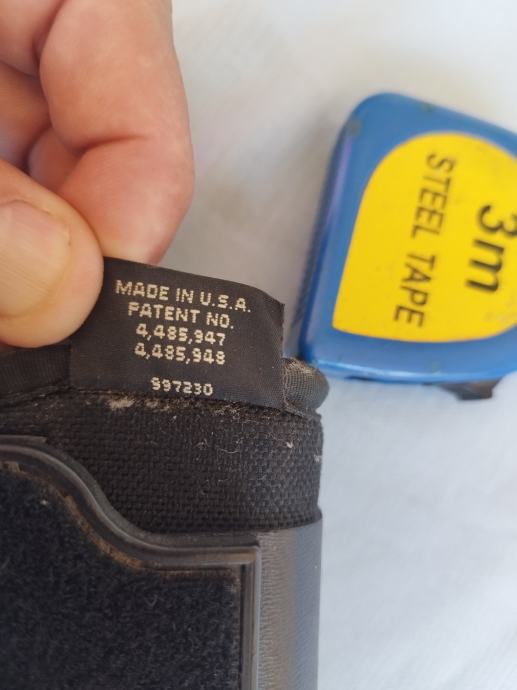 MADE IN U.S.A.
PATENT NO.
4,485,947
4,485,948
997230
3m
STEEL TAPE